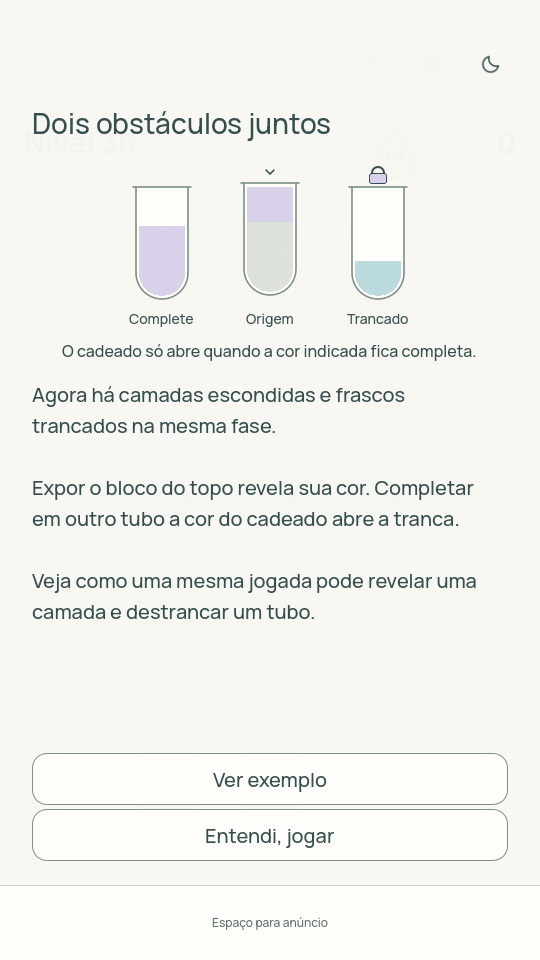 Dois obstáculos juntos
Nível 36
0
Complete
Origem
Trancado
O cadeado só abre quando a cor indicada fica completa.
Agora há camadas escondidas e frascos
trancados na mesma fase.
Expor o bloco do topo revela sua cor. Completar
em outro tubo a cor do cadeado abre a tranca.
Veja como uma mesma jogada pode revelar uma
camada e destrancar um tubo.
Ver exemplo
Entendi, jogar
Espaço para anúncio